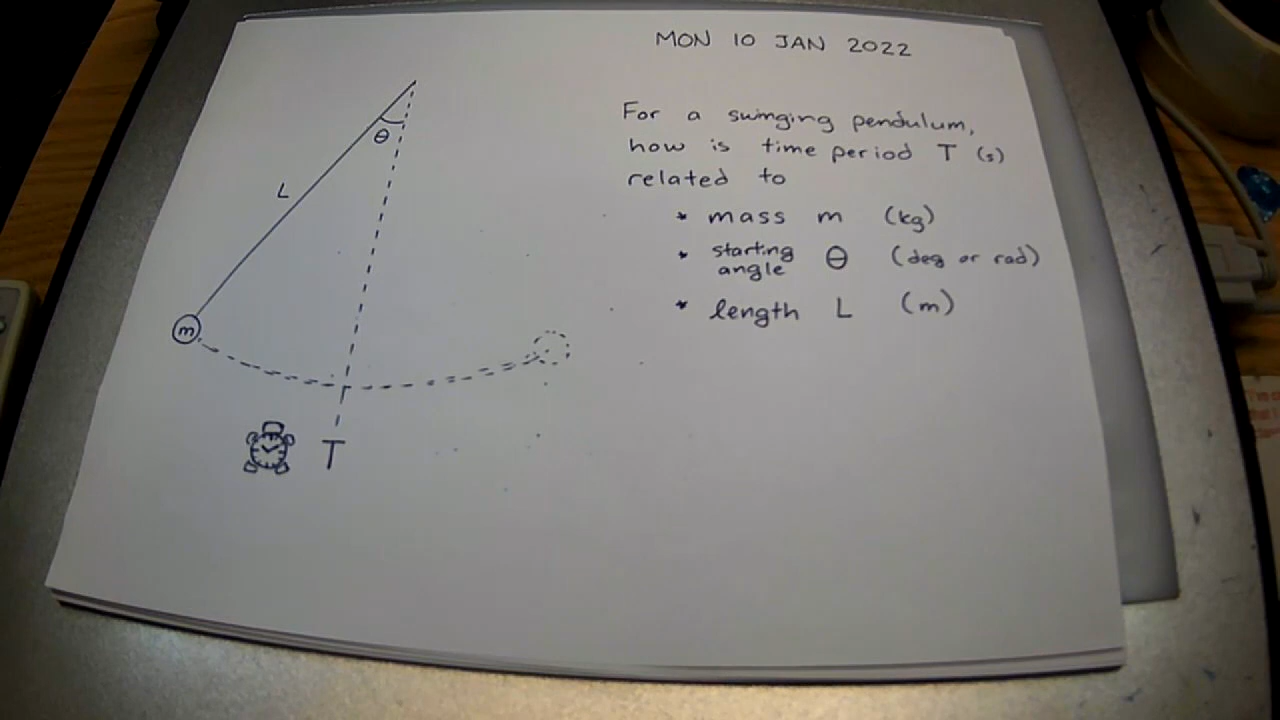 MON 10 JAN 2022
For a swinging pendulum,
how is time period T (s)
related to
* mass m (kg)
* starting angle θ (deg or rad)
* length L (m)
θ
L
m
T